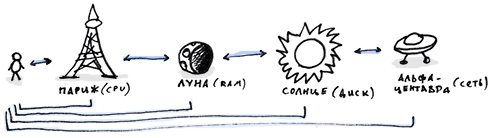 ПАРИЖ (CPU)
ЛУНА (RAM)
СОЛНЦЕ (ДИСК)
АЛЬФА-
ЦЕНТАВРА (СЕТЬ)